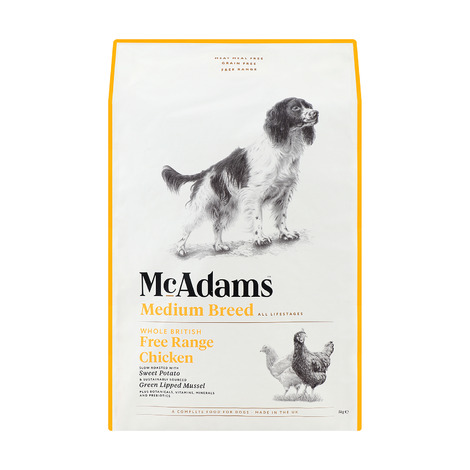 MEAT MEAL FREE
GRAIN FREE
FREE RANGE
McAdams
Medium Breed ALL LIFESTAGES
WHOLE BRITISH
Free Range
Chicken
SLOW ROASTED WITH
Sweet Potato
& SUSTAINABLY SOURCED
Green Lipped Mussel
PLUS BOTANICALS, VITAMINS, MINERALS
AND PREBIOTICS
A COMPLETE FOOD FOR DOGS. MADE IN THE UK